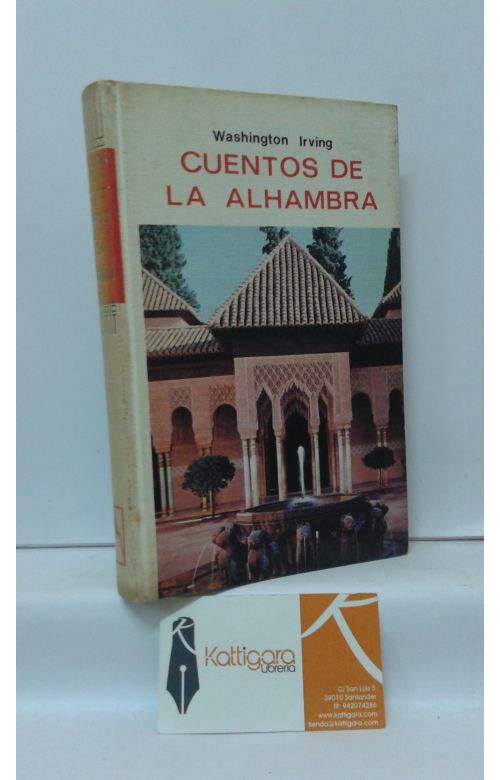 Washington Irving
CUENTOS DE
LA ALHAMBRA
Kattigara
Librería
C/ San Luis 5
39010 Santander
tlf: 942074286
www.kattigara.com
tienda@kattigara.com